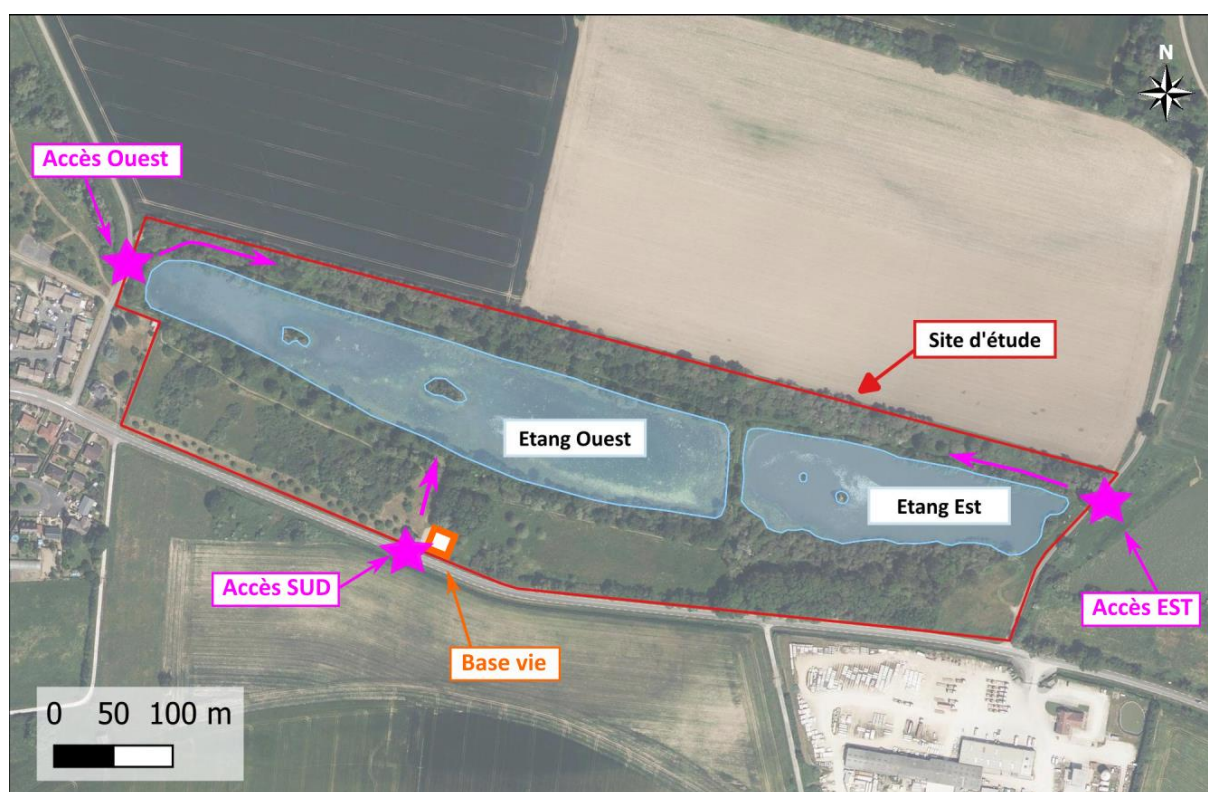 N
Accès Ouest
Site d'étude
Etang Ouest
Etang Est
Accès SUD
Accès EST
Base vie
0 50 100 m